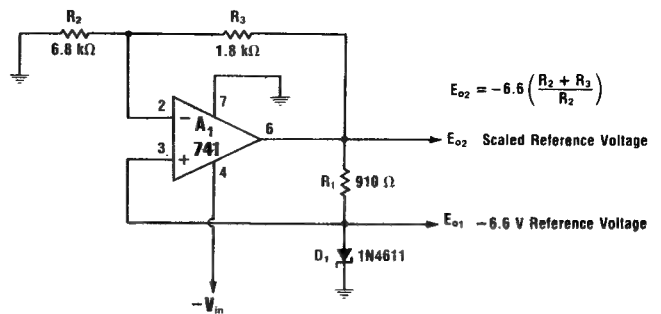 R₂
6.8 kΩ
R₃
1.8 kΩ
7
2
−
A₁
741
3
+
4
6
−Vin
R₁ 910 Ω
D₁ 1N4611
Eo2 = −6.6 ( R₂ + R₃ / R₂ )
Eo2 Scaled Reference Voltage
Eo1 −6.6 V Reference Voltage